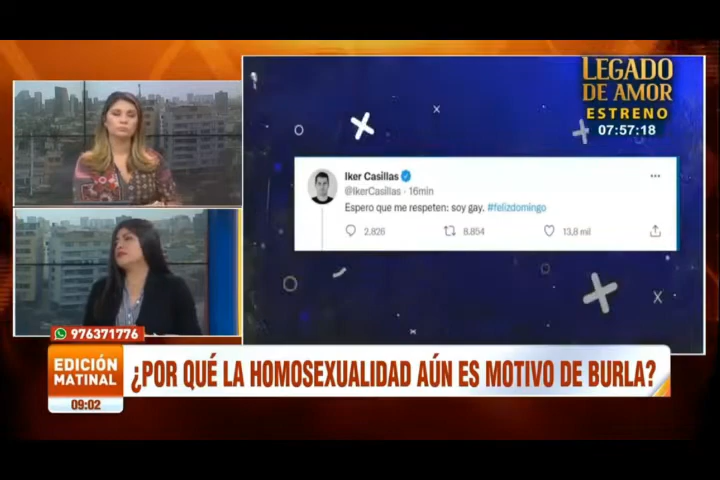 LEGADO
DE AMOR
ESTRENO
07:57:18
Iker Casillas
@IkerCasillas · 16min
Espero que me respeten: soy gay. #felizdomingo
2.826
8.854
13,8 mil
976371776
EDICIÓN
MATINAL
09:02
¿POR QUÉ LA HOMOSEXUALIDAD AÚN ES MOTIVO DE BURLA?